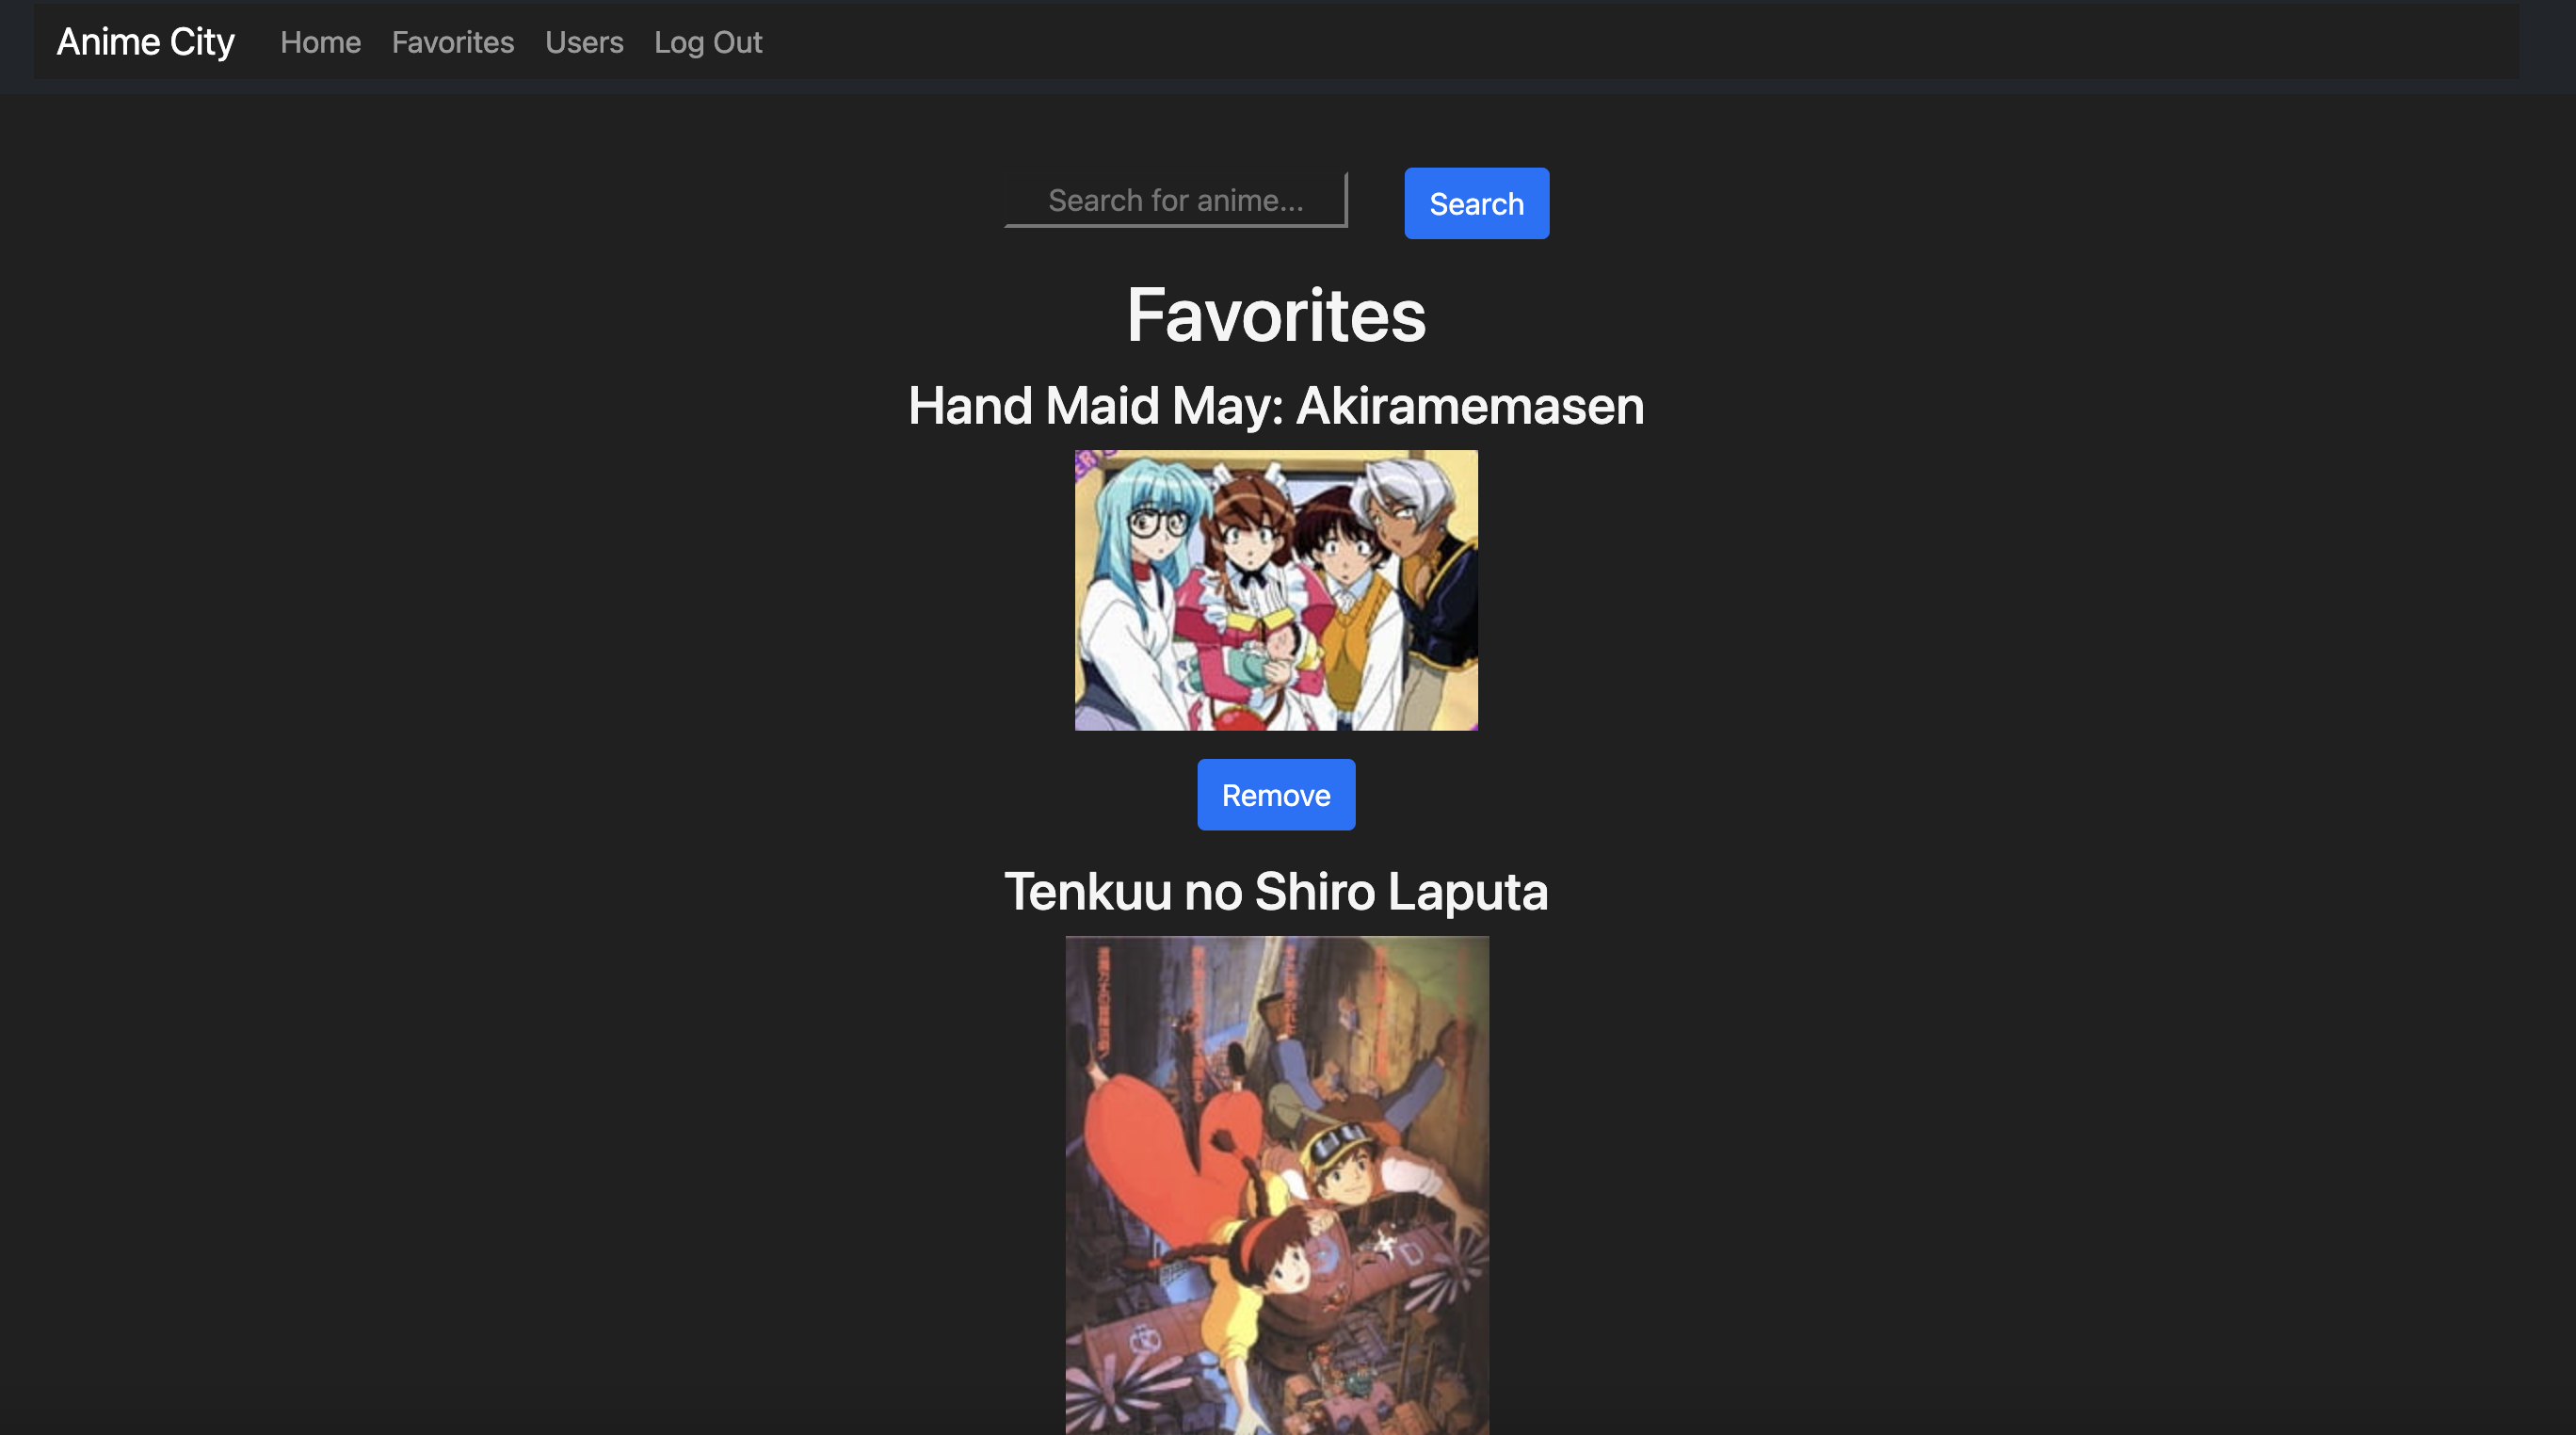 Anime City Home Favorites Users Log Out
Search for anime... Search
Favorites
Hand Maid May: Akiramemasen
Remove
Tenkuu no Shiro Laputa